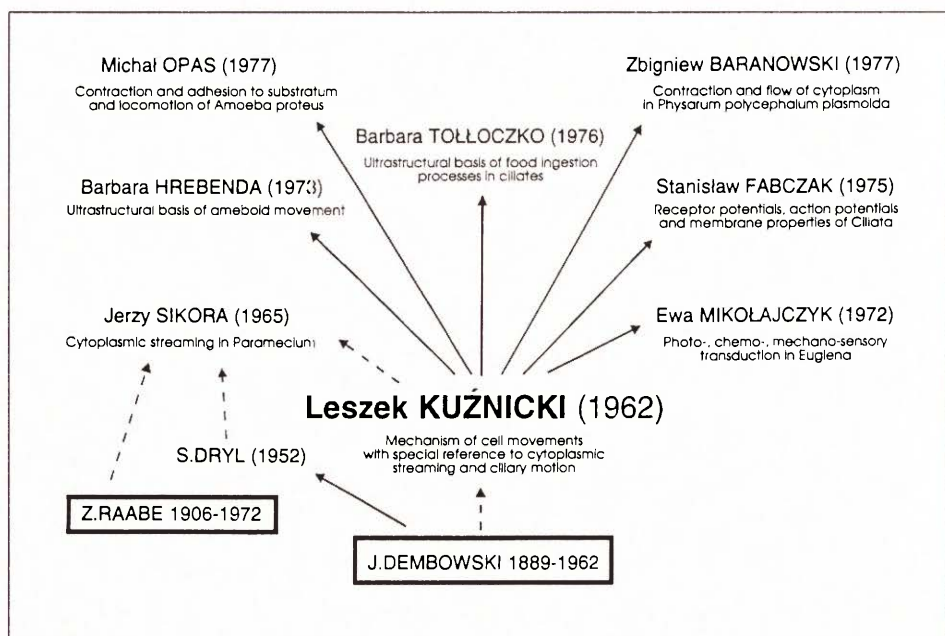 Michał OPAS (1977)
Contraction and adhesion to substratum
and locomotion of Amoeba proteus
Zbigniew BARANOWSKI (1977)
Contraction and flow of cytoplasm
in Physarum polycephalum plasmoida
Barbara TOŁŁOCZKO (1976)
Ultrastructural basis of food ingestion
processes in ciliates
Barbara HREBENDA (1973)
Ultrastructural basis of ameboid movement
Stanisław FABCZAK (1975)
Receptor potentials, action potentials
and membrane properties of Ciliata
Jerzy SIKORA (1965)
Cytoplasmic streaming in Paramecium
Ewa MIKOŁAJCZYK (1972)
Photo-, chemo-, mechano-sensory
transduction in Euglena
Leszek KUŹNICKI (1962)
Mechanism of cell movements
with special reference to cytoplasmic
streaming and ciliary motion
S.DRYL (1952)
Z.RAABE 1906-1972
J.DEMBOWSKI 1889-1962